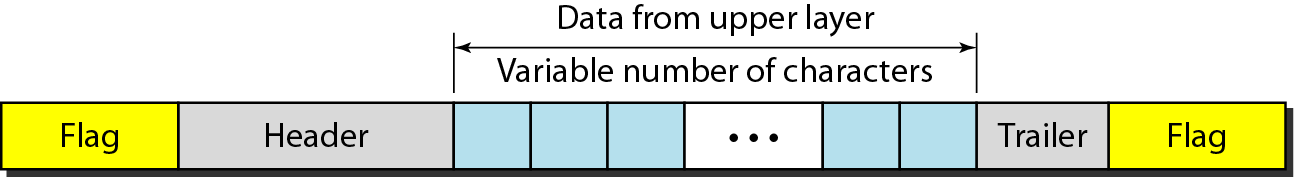 Data from upper layer
Variable number of characters
Flag Header ••• Trailer Flag